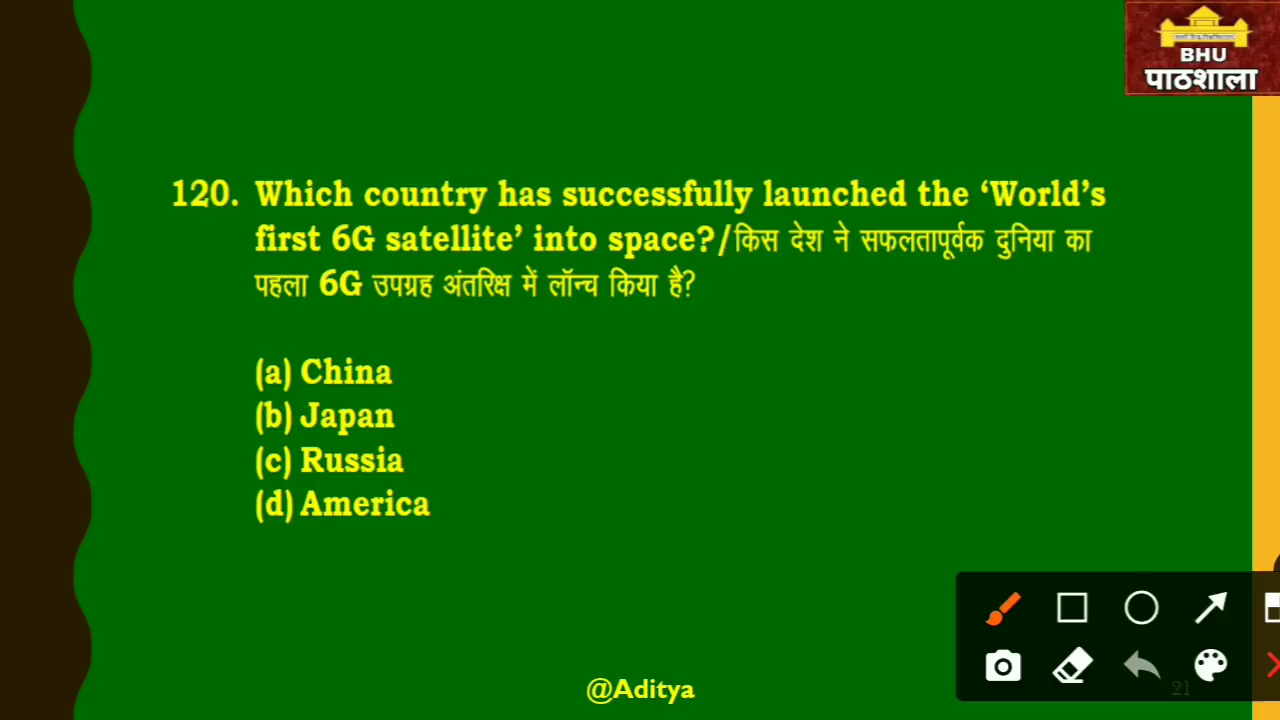 BHU
पाठशाला
120. Which country has successfully launched the ‘World’s
first 6G satellite’ into space?/किस देश ने सफलतापूर्वक दुनिया का
पहला 6G उपग्रह अंतरिक्ष में लॉन्च किया है?
(a) China
(b) Japan
(c) Russia
(d) America
@Aditya
21